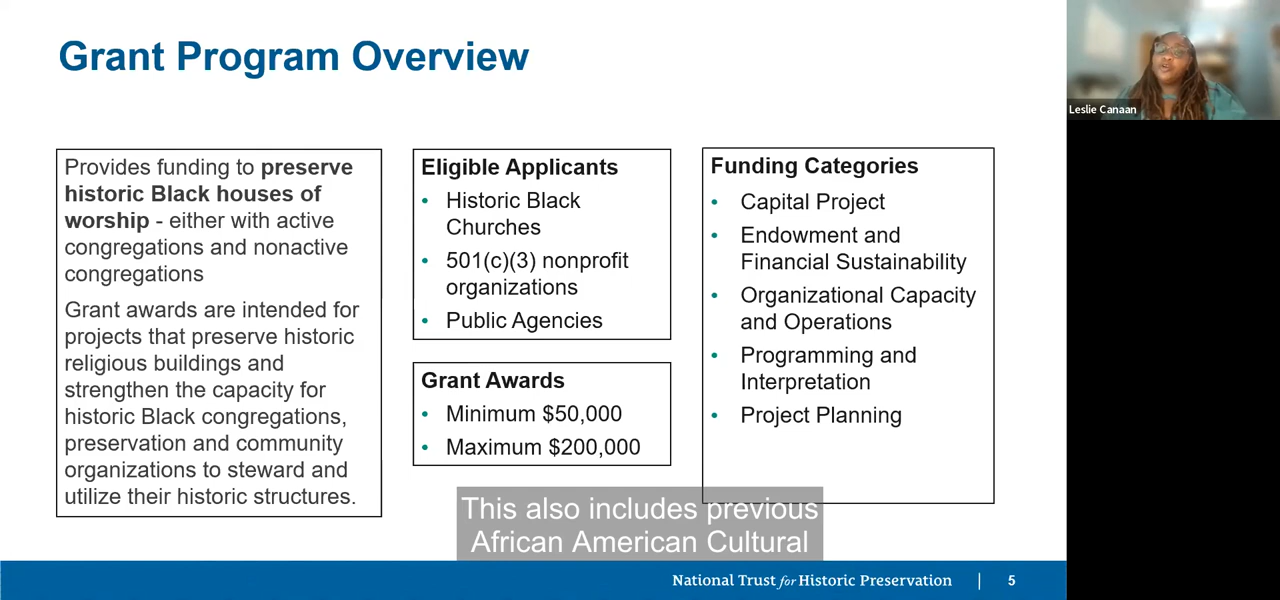 Grant Program Overview
Leslie Canaan
Provides funding to preserve
historic Black houses of
worship - either with active
congregations and nonactive
congregations
Grant awards are intended for
projects that preserve historic
religious buildings and
strengthen the capacity for
historic Black congregations,
preservation and community
organizations to steward and
utilize their historic structures.
Eligible Applicants
• Historic Black
Churches
• 501(c)(3) nonprofit
organizations
• Public Agencies
Grant Awards
• Minimum $50,000
• Maximum $200,000
Funding Categories
• Capital Project
• Endowment and
Financial Sustainability
• Organizational Capacity
and Operations
• Programming and
Interpretation
• Project Planning
This also includes previous
African American Cultural
National Trust for Historic Preservation | 5